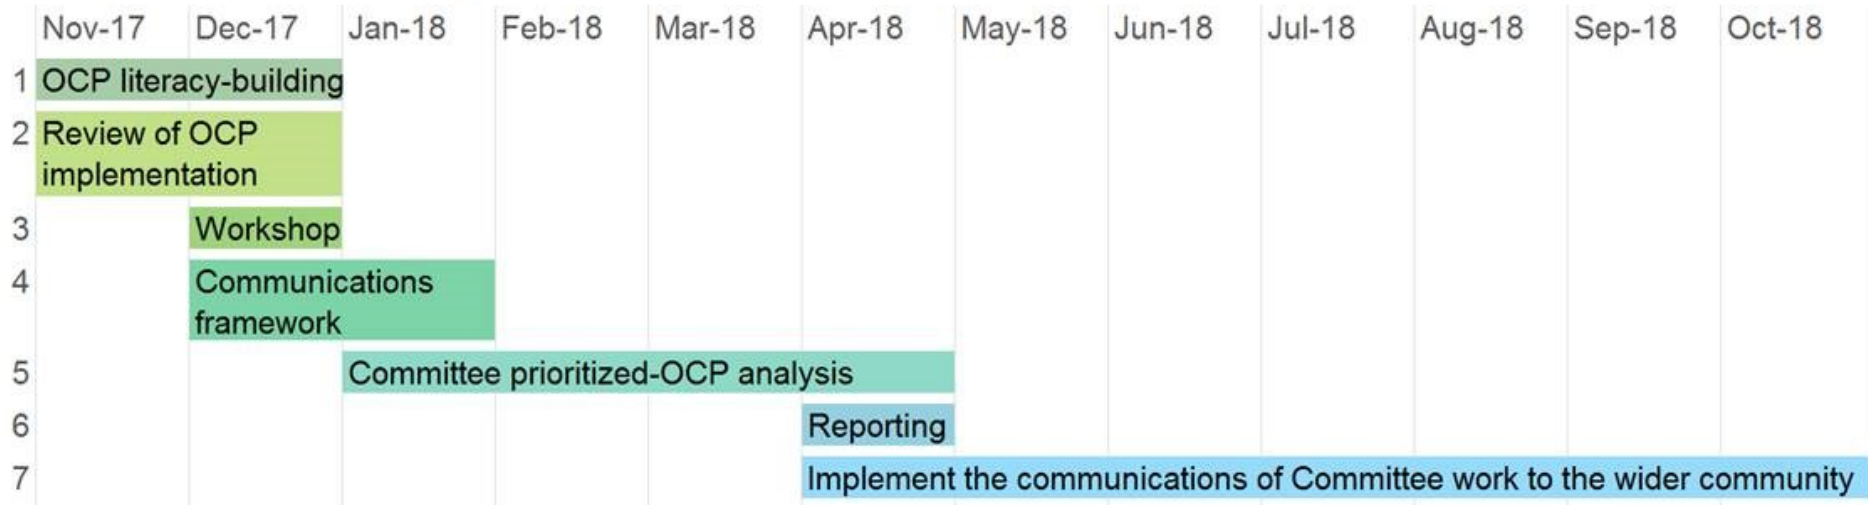 Nov-17 Dec-17 Jan-18 Feb-18 Mar-18 Apr-18 May-18 Jun-18 Jul-18 Aug-18 Sep-18 Oct-18
1 OCP literacy-building
2 Review of OCP
implementation
3 Workshop
4 Communications
framework
5 Committee prioritized-OCP analysis
6 Reporting
7 Implement the communications of Committee work to the wider community